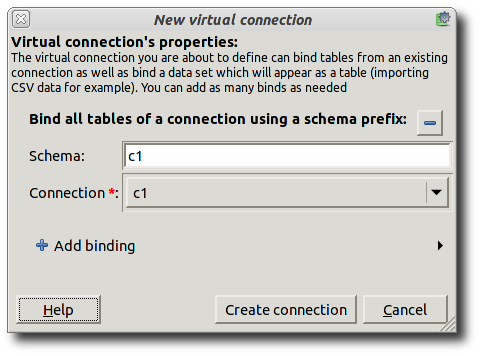 New virtual connection
Virtual connection's properties:
The virtual connection you are about to define can bind tables from an existing
connection as well as bind a data set which will appear as a table (importing
CSV data for example). You can add as many binds as needed
Bind all tables of a connection using a schema prefix:
Schema: c1
Connection *: c1
Add binding
Help Create connection Cancel